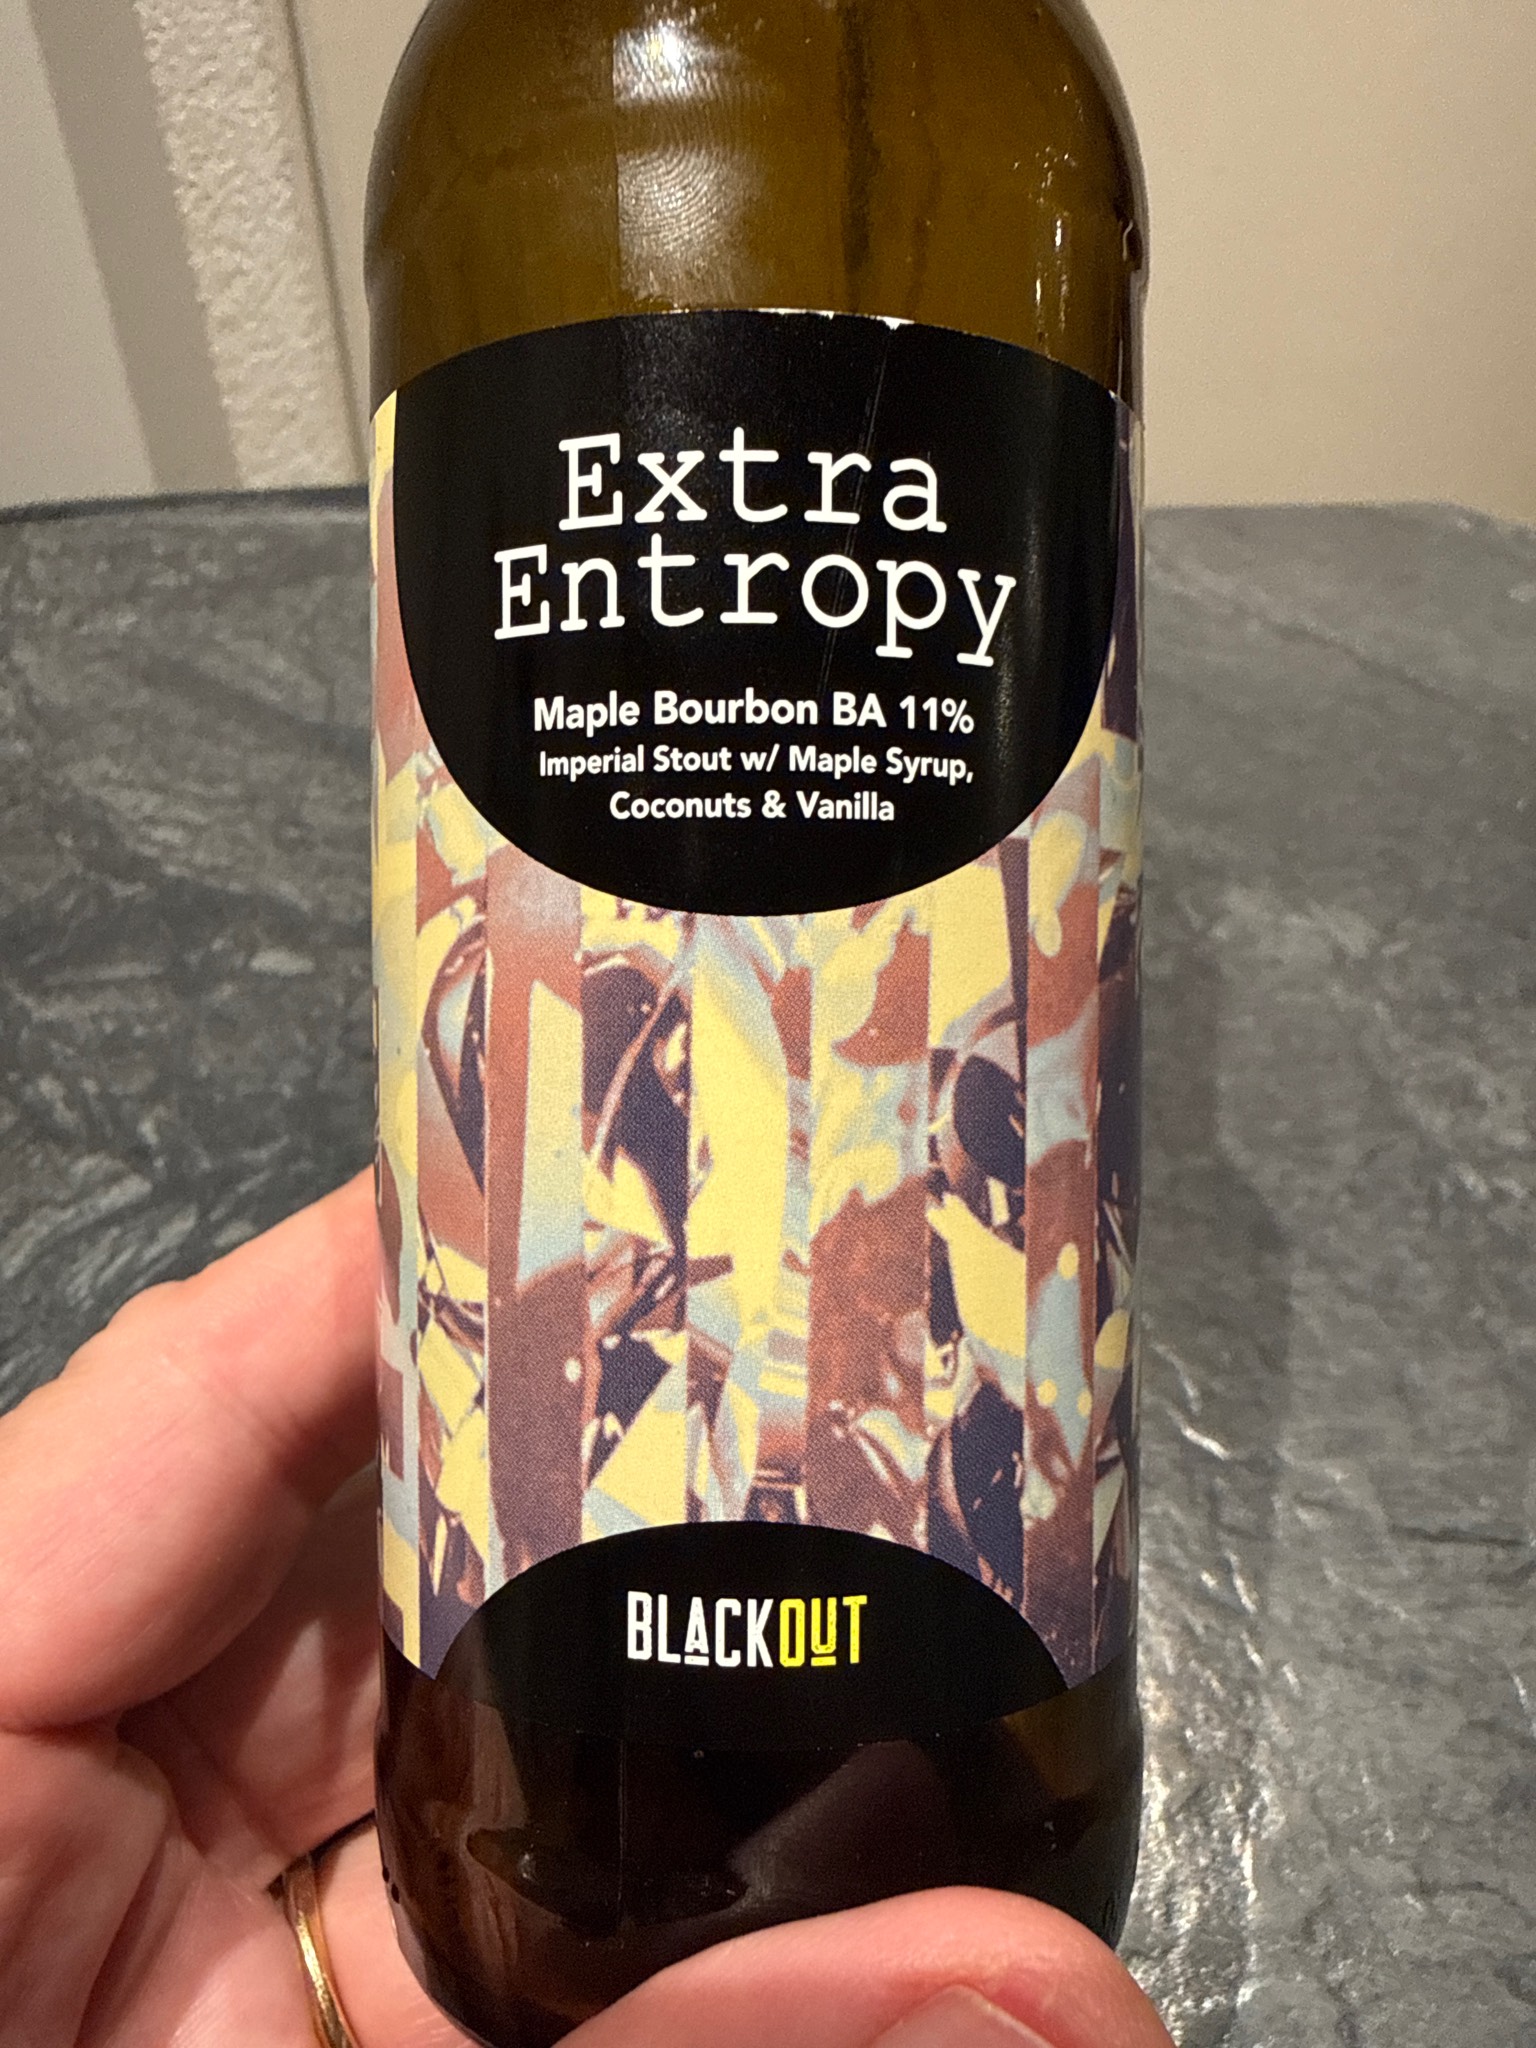 Extra
Entropy
Maple Bourbon BA 11%
Imperial Stout w/ Maple Syrup,
Coconuts & Vanilla
BLACKOUT